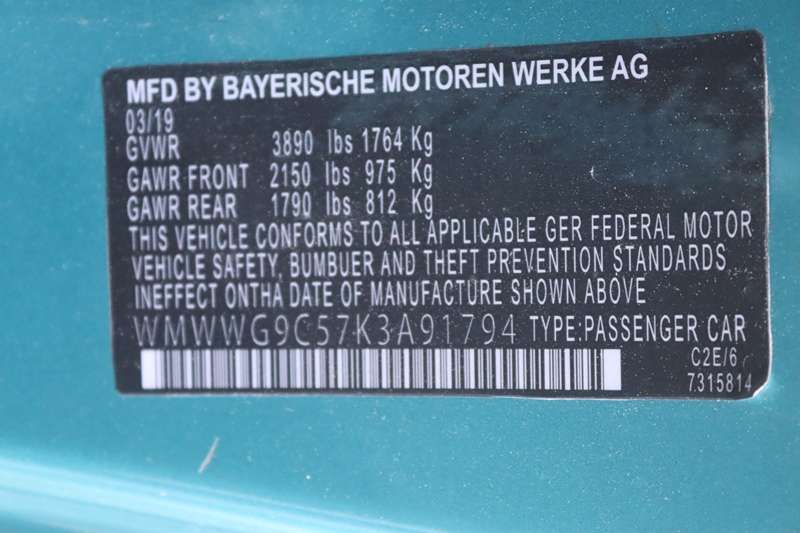 MFD BY BAYERISCHE MOTOREN WERKE AG
03/19
GVWR 3890 lbs 1764 Kg
GAWR FRONT 2150 lbs 975 Kg
GAWR REAR 1790 lbs 812 Kg
THIS VEHICLE CONFORMS TO ALL APPLICABLE GER FEDERAL MOTOR
VEHICLE SAFETY, BUMBUER AND THEFT PREVENTION STANDARDS
INEFFECT ONTHA DATE OF MANUFACTURE SHOWN ABOVE
WMWWG9C57K3A91794 TYPE:PASSENGER CAR
C2E/6
7315814